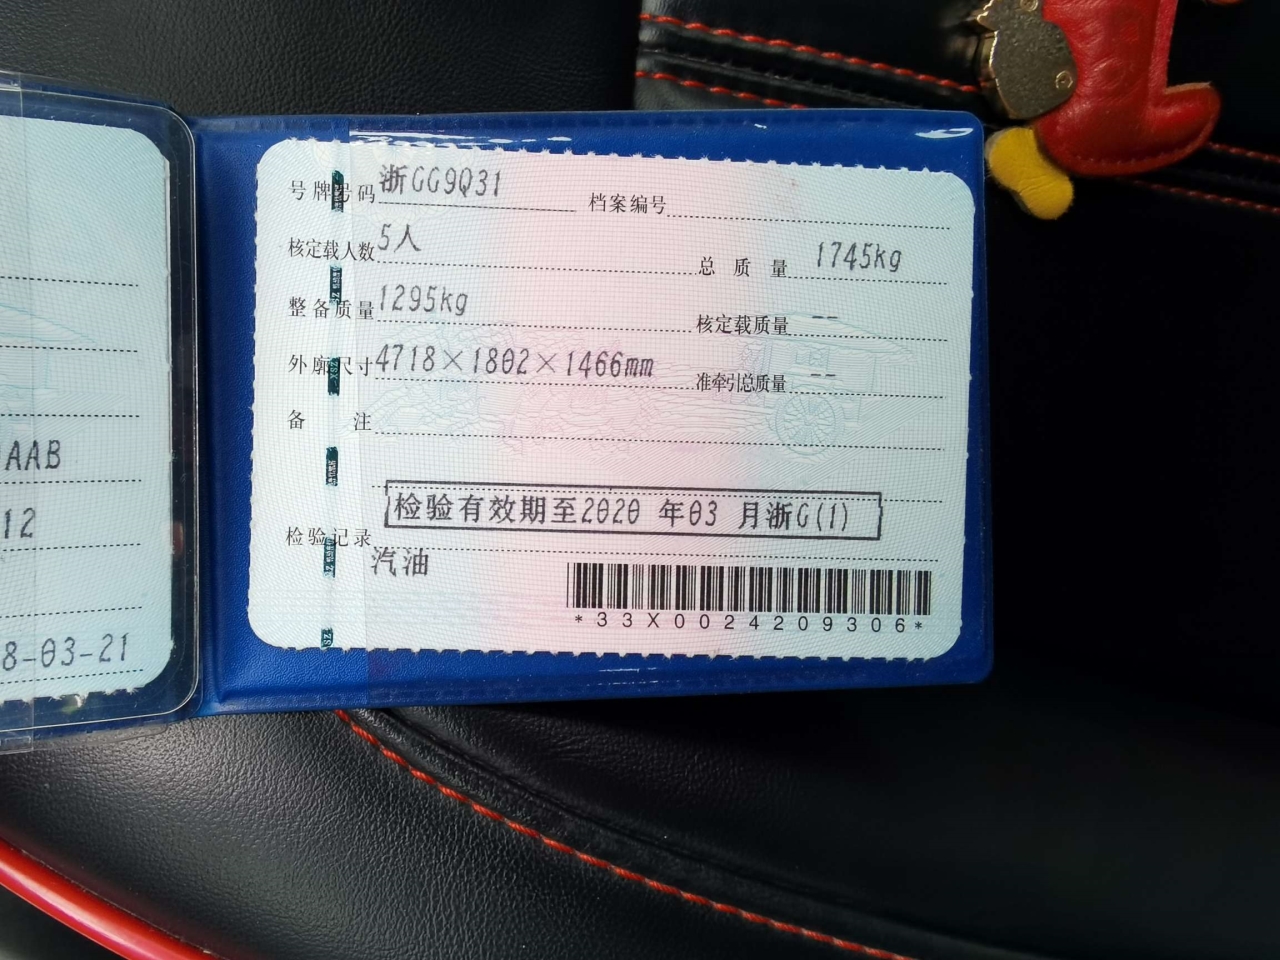 号牌号码 浙GG9Q31 档案编号
核定载人数 5人 总质量 1745kg
整备质量 1295kg 核定载质量 --
外廓尺寸 4718×1802×1466mm 准牵引总质量 --
备注
检验有效期至2020 年03 月浙G(1)
检验记录
汽油
*33X0024209306*
AAB
12
8-03-21